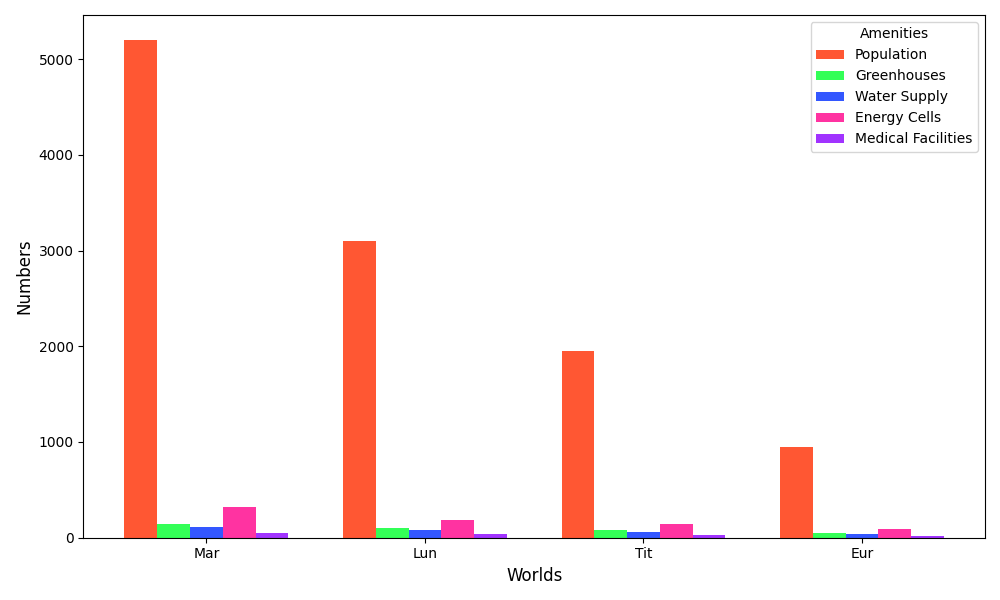 Amenities
Population
Greenhouses
Water Supply
Energy Cells
Medical Facilities
Numbers
5000
4000
3000
2000
1000
0
Mar Lun Tit Eur
Worlds